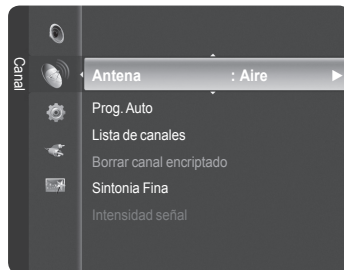 Canal
Antena : Aire
Prog. Auto
Lista de canales
Borrar canal encriptado
Sintonia Fina
Intensidad señal